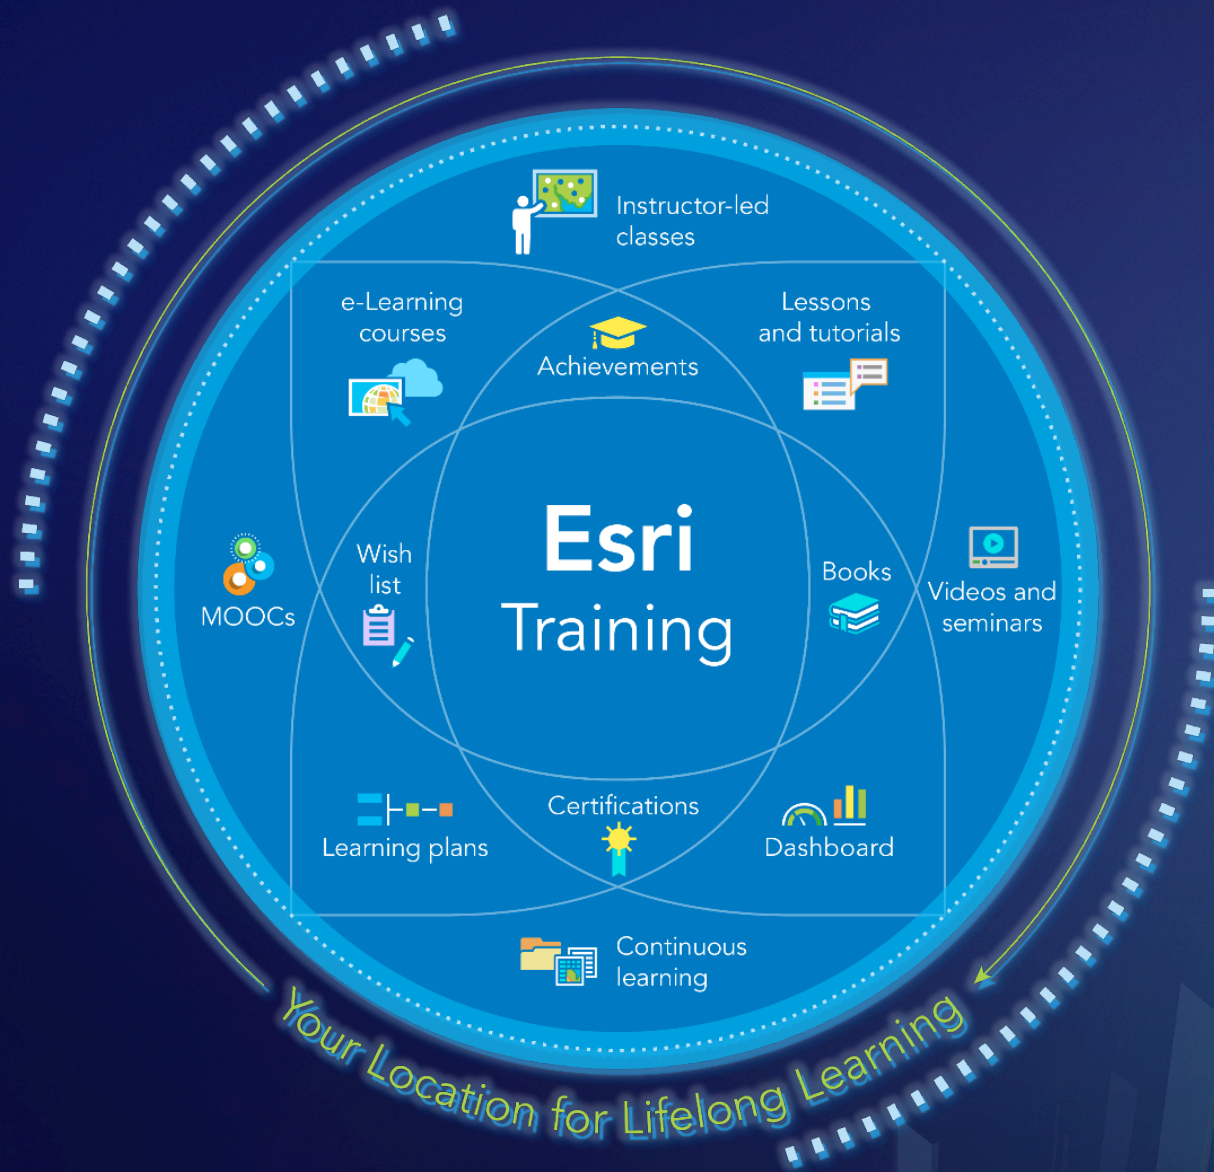 Instructor-led
classes
e-Learning
courses
Achievements
Lessons
and tutorials
MOOCs
Wish
list
Esri
Training
Books
Videos and
seminars
Learning plans
Certifications
Dashboard
Continuous
learning
Your Location for Lifelong Learning